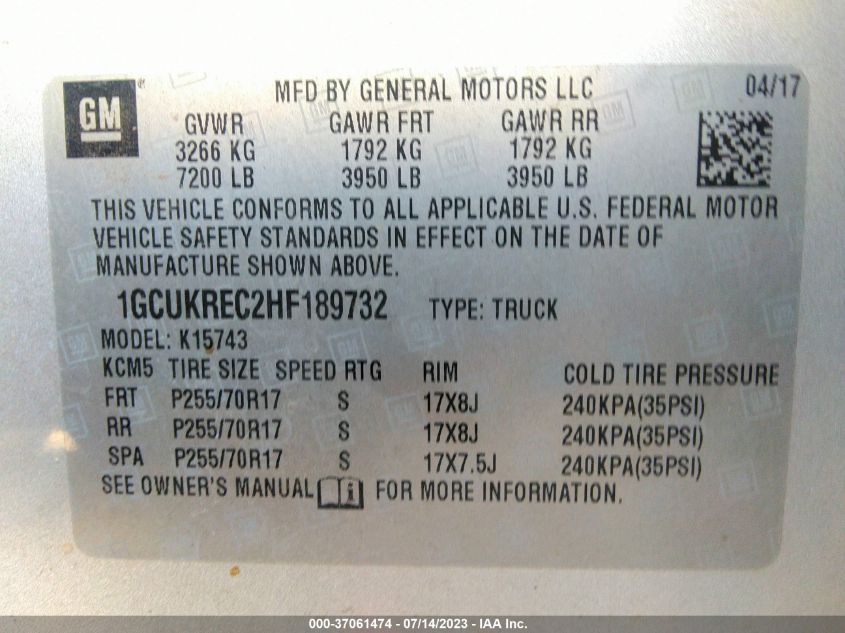 GM
MFD BY GENERAL MOTORS LLC 04/17
GVWR GAWR FRT GAWR RR
3266 KG 1792 KG 1792 KG
7200 LB 3950 LB 3950 LB
THIS VEHICLE CONFORMS TO ALL APPLICABLE U.S. FEDERAL MOTOR
VEHICLE SAFETY STANDARDS IN EFFECT ON THE DATE OF
MANUFACTURE SHOWN ABOVE.
1GCUKREC2HF189732 TYPE: TRUCK
MODEL: K15743
KCM5 TIRE SIZE SPEED RTG RIM COLD TIRE PRESSURE
FRT P255/70R17 S 17X8J 240KPA(35PSI)
RR P255/70R17 S 17X8J 240KPA(35PSI)
SPA P255/70R17 S 17X7.5J 240KPA(35PSI)
SEE OWNER'S MANUAL FOR MORE INFORMATION.
000-37061474 - 07/14/2023 - IAA Inc.